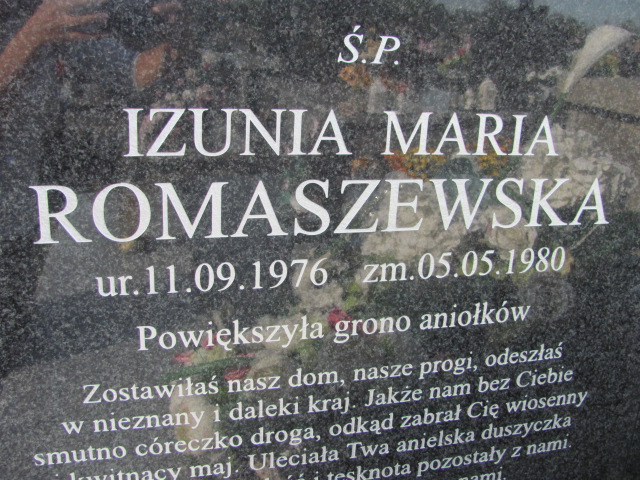 Ś.P.
IZUNIA MARIA
ROMASZEWSKA
ur.11.09.1976 zm.05.05.1980
Powiększyła grono aniołków
Zostawiłaś nasz dom, nasze progi, odeszłaś
w nieznany i daleki kraj. Jakże nam bez Ciebie
smutno córeczko droga, odkąd zabrał Cię wiosenny
i kwitnący maj. Uleciała Twa anielska duszyczka
i tęsknota pozostały z nami.
nami.